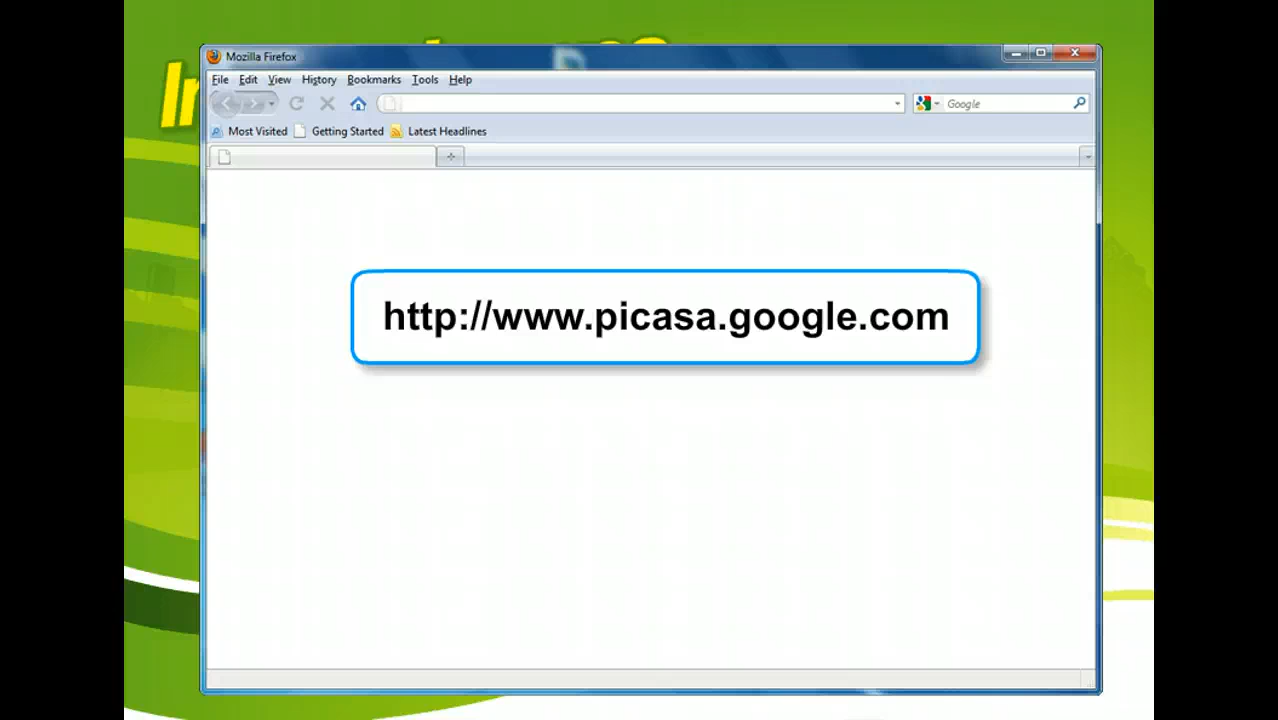 Mozilla Firefox
File Edit View History Bookmarks Tools Help
Google
Most Visited Getting Started Latest Headlines
http://www.picasa.google.com